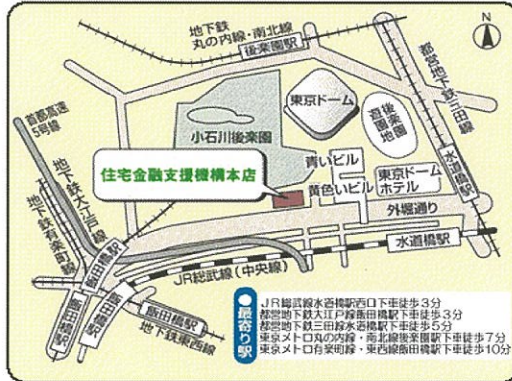 N
地下鉄
丸の内線・南北線
後楽園駅
都営地下鉄三田線
首都高速
5号線
東京ドーム
後楽園
遊園地
小石川後楽園
地下鉄大江戸線
地下鉄有楽町線
住宅金融支援機構本店
青いビル
黄色いビル
東京ドーム
ホテル
水道橋駅
外堀通り
水道橋駅
飯田橋駅
JR総武線(中央線)
飯田橋駅
飯田橋駅
飯田橋駅
地下鉄東西線
最寄り駅
JR総武線水道橋駅西口下車徒歩3分
都営地下鉄大江戸線飯田橋駅下車徒歩3分
都営地下鉄三田線水道橋駅下車徒歩5分
東京メトロ丸の内線・南北線後楽園駅下車徒歩7分
東京メトロ有楽町線・東西線飯田橋駅下車徒歩10分